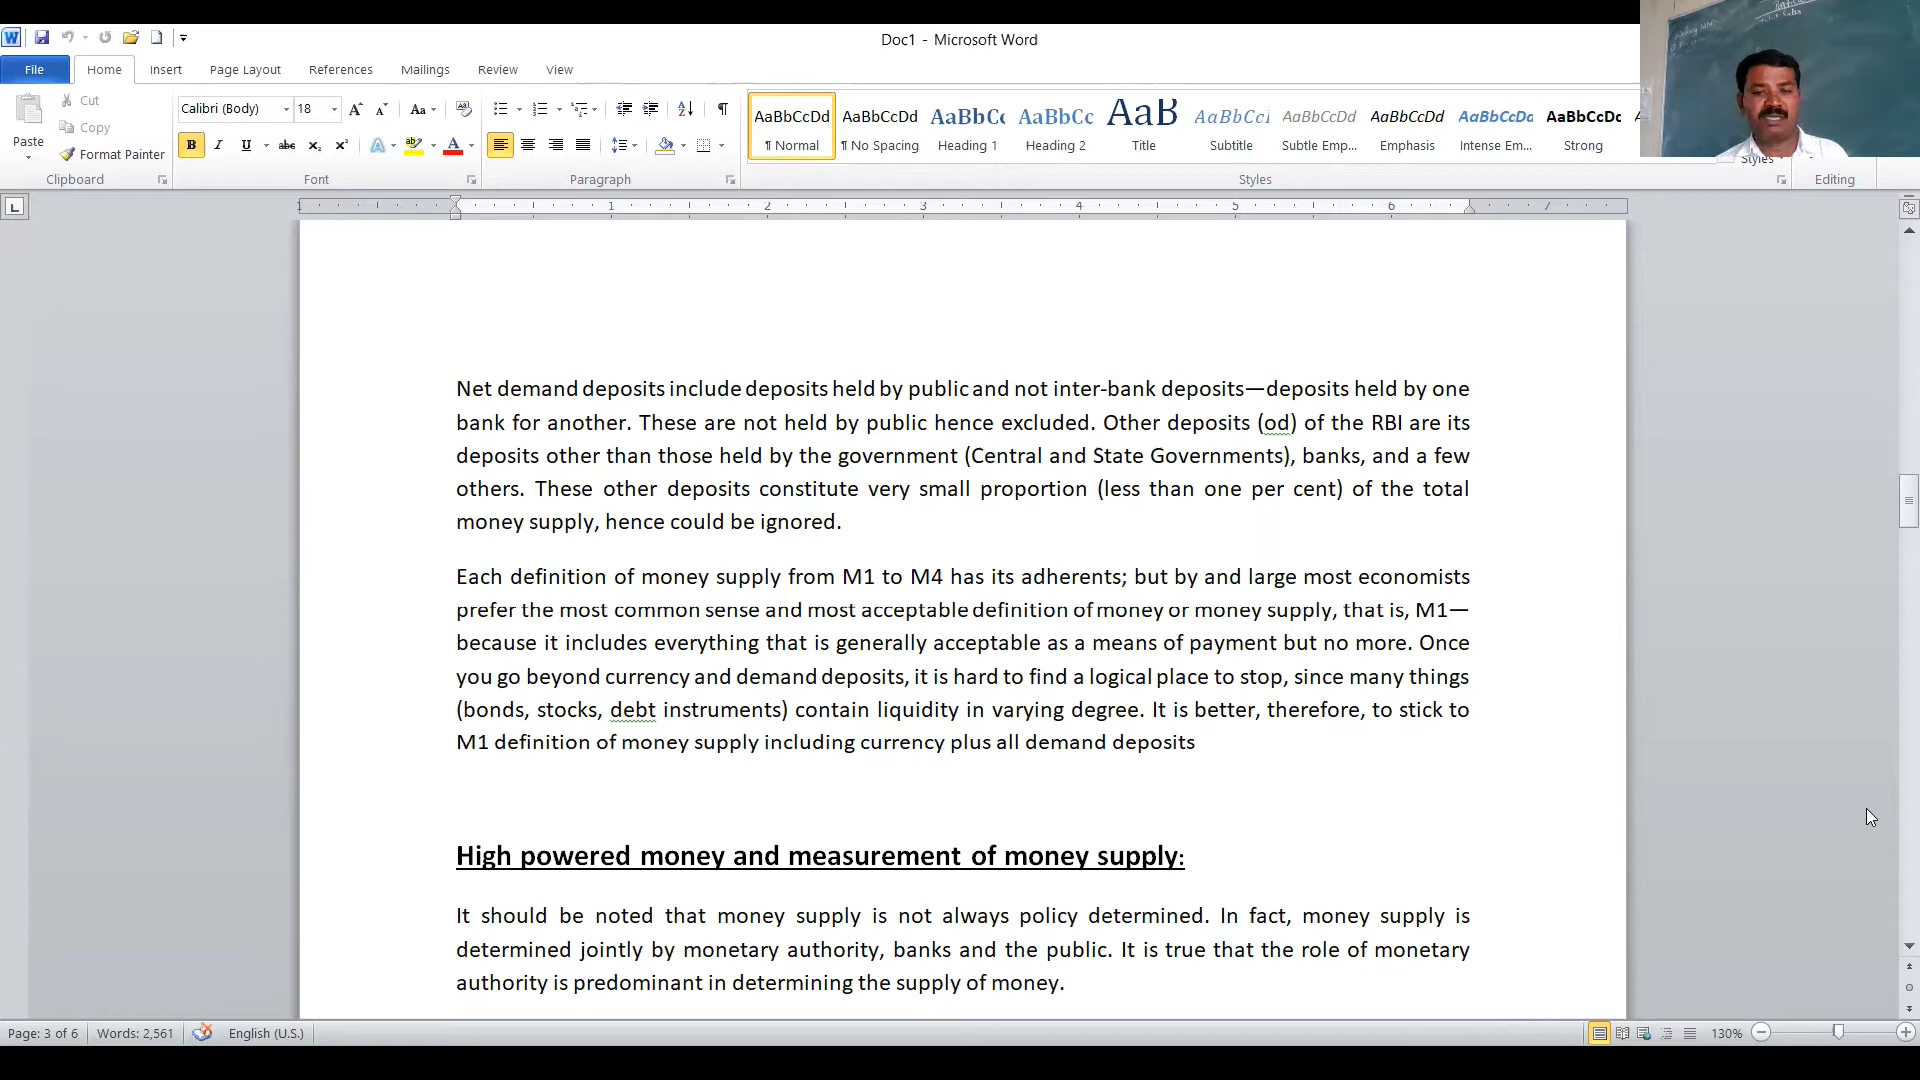 Doc1 - Microsoft Word
File Home Insert Page Layout References Mailings Review View
Paste
Cut
Copy
Format Painter
Clipboard
Calibri (Body) 18
Font
Paragraph
AaBbCcDd AaBbCcDd AaBbCc AaBbCc AaB AaBbCcI AaBbCcDd AaBbCcDd AaBbCcDd AaBbCcDc
¶ Normal ¶ No Spacing Heading 1 Heading 2 Title Subtitle Subtle Emp... Emphasis Intense Em... Strong
Styles
Styles
Editing
1 1 2 3 4 5 6 7
Net demand deposits include deposits held by public and not inter-bank deposits—deposits held by one
bank for another. These are not held by public hence excluded. Other deposits (od) of the RBI are its
deposits other than those held by the government (Central and State Governments), banks, and a few
others. These other deposits constitute very small proportion (less than one per cent) of the total
money supply, hence could be ignored.
Each definition of money supply from M1 to M4 has its adherents; but by and large most economists
prefer the most common sense and most acceptable definition of money or money supply, that is, M1—
because it includes everything that is generally acceptable as a means of payment but no more. Once
you go beyond currency and demand deposits, it is hard to find a logical place to stop, since many things
(bonds, stocks, debt instruments) contain liquidity in varying degree. It is better, therefore, to stick to
M1 definition of money supply including currency plus all demand deposits
High powered money and measurement of money supply:
It should be noted that money supply is not always policy determined. In fact, money supply is
determined jointly by monetary authority, banks and the public. It is true that the role of monetary
authority is predominant in determining the supply of money.
Page: 3 of 6 Words: 2,561 English (U.S.) 130%